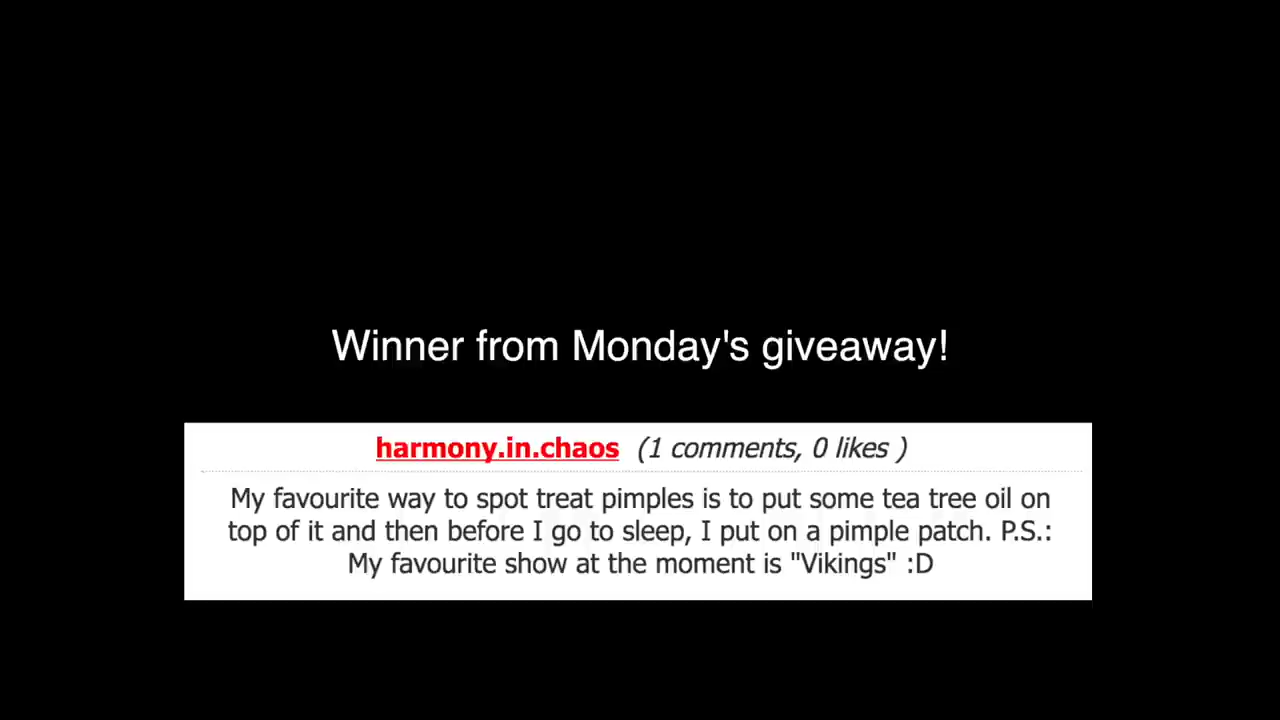 Winner from Monday's giveaway!
harmony.in.chaos (1 comments, 0 likes )
My favourite way to spot treat pimples is to put some tea tree oil on
top of it and then before I go to sleep, I put on a pimple patch. P.S.:
My favourite show at the moment is "Vikings" :D